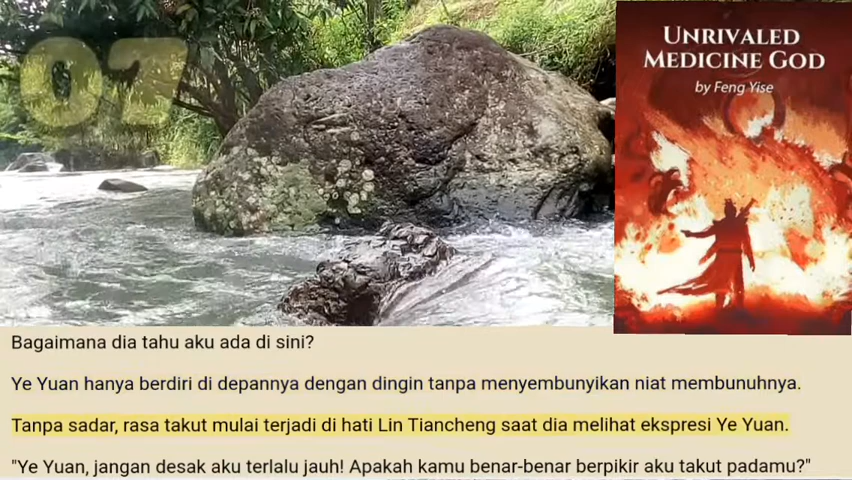 07
UNRIVALED
MEDICINE GOD
by Feng Yise
Bagaimana dia tahu aku ada di sini?
Ye Yuan hanya berdiri di depannya dengan dingin tanpa menyembunyikan niat membunuhnya.
Tanpa sadar, rasa takut mulai terjadi di hati Lin Tiancheng saat dia melihat ekspresi Ye Yuan.
"Ye Yuan, jangan desak aku terlalu jauh! Apakah kamu benar-benar berpikir aku takut padamu?"